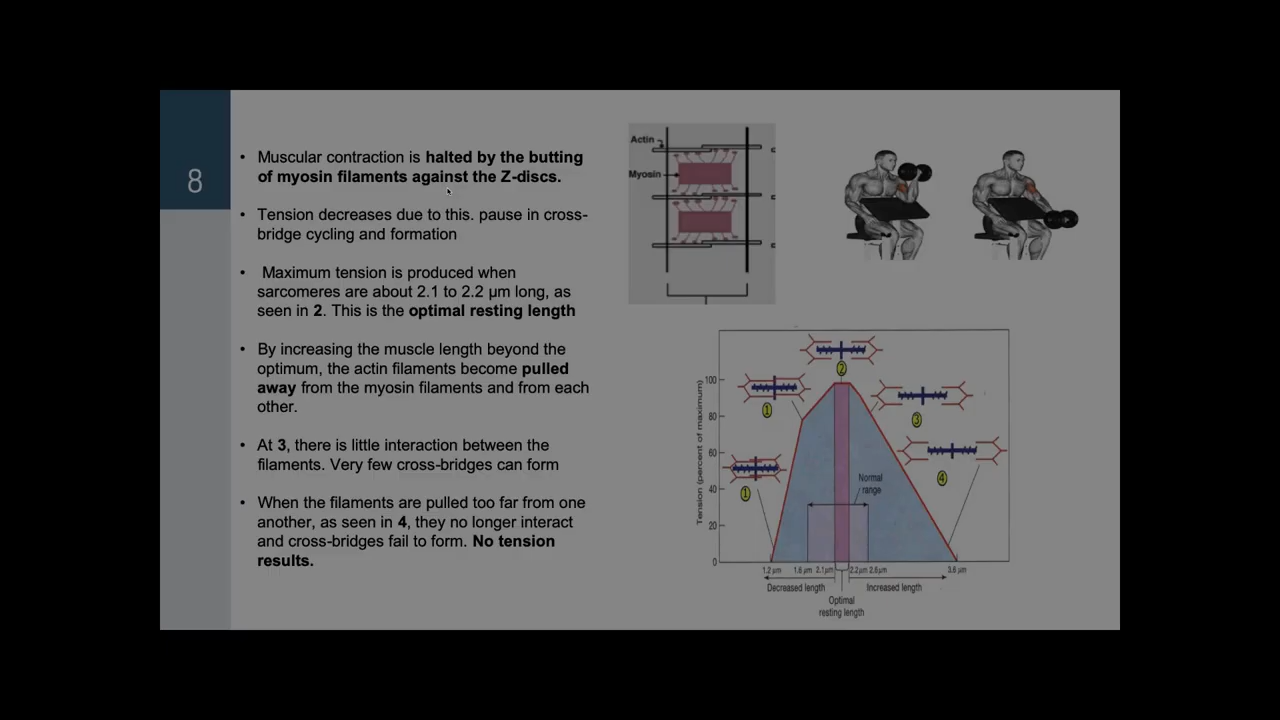 8
• Muscular contraction is halted by the butting
of myosin filaments against the Z-discs.
• Tension decreases due to this. pause in cross-
bridge cycling and formation
• Maximum tension is produced when
sarcomeres are about 2.1 to 2.2 µm long, as
seen in 2. This is the optimal resting length
• By increasing the muscle length beyond the
optimum, the actin filaments become pulled
away from the myosin filaments and from each
other.
• At 3, there is little interaction between the
filaments. Very few cross-bridges can form
• When the filaments are pulled too far from one
another, as seen in 4, they no longer interact
and cross-bridges fail to form. No tension
results.
Actin
Myosin
Tension (percent of maximum)
100
80
60
40
20
0
1
1
2
3
4
Normal
range
1.2 µm 1.6 µm 2.1µm 2.2 µm 2.6µm 3.6 µm
Decreased length
Increased length
Optimal
resting length